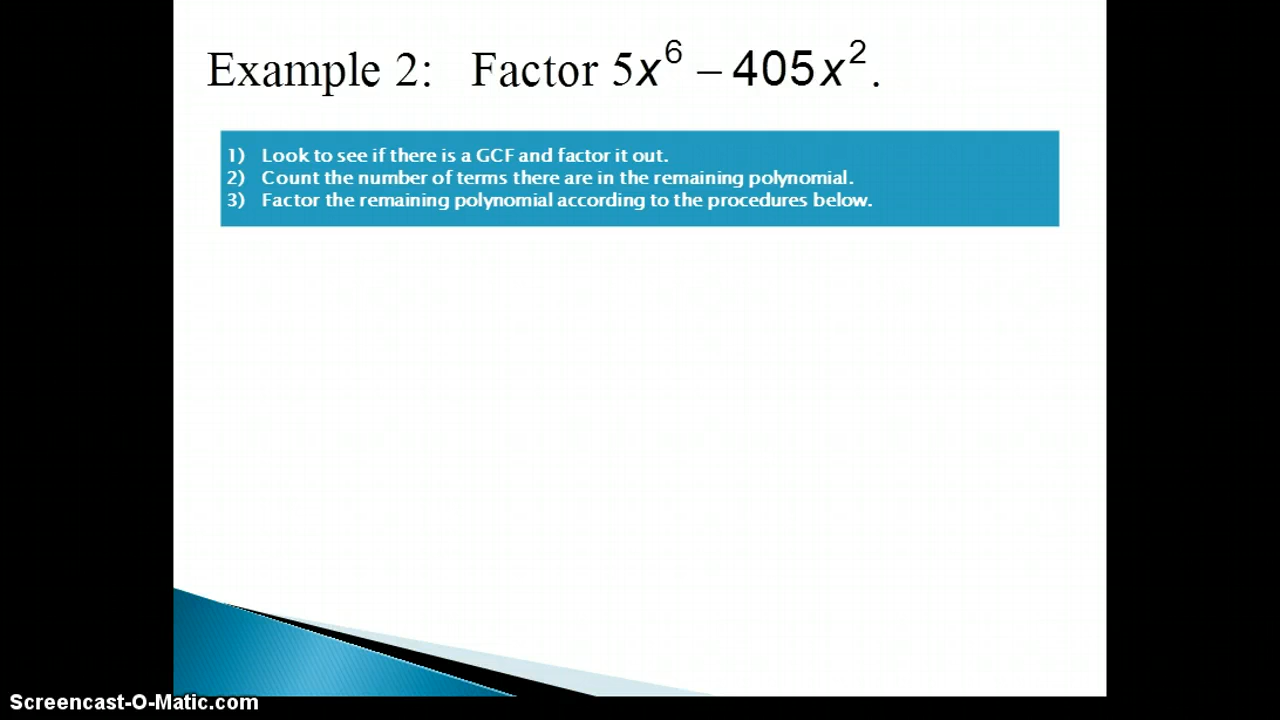 Example 2: Factor 5x⁶ – 405x².
1) Look to see if there is a GCF and factor it out.
2) Count the number of terms there are in the remaining polynomial.
3) Factor the remaining polynomial according to the procedures below.
Screencast-O-Matic.com